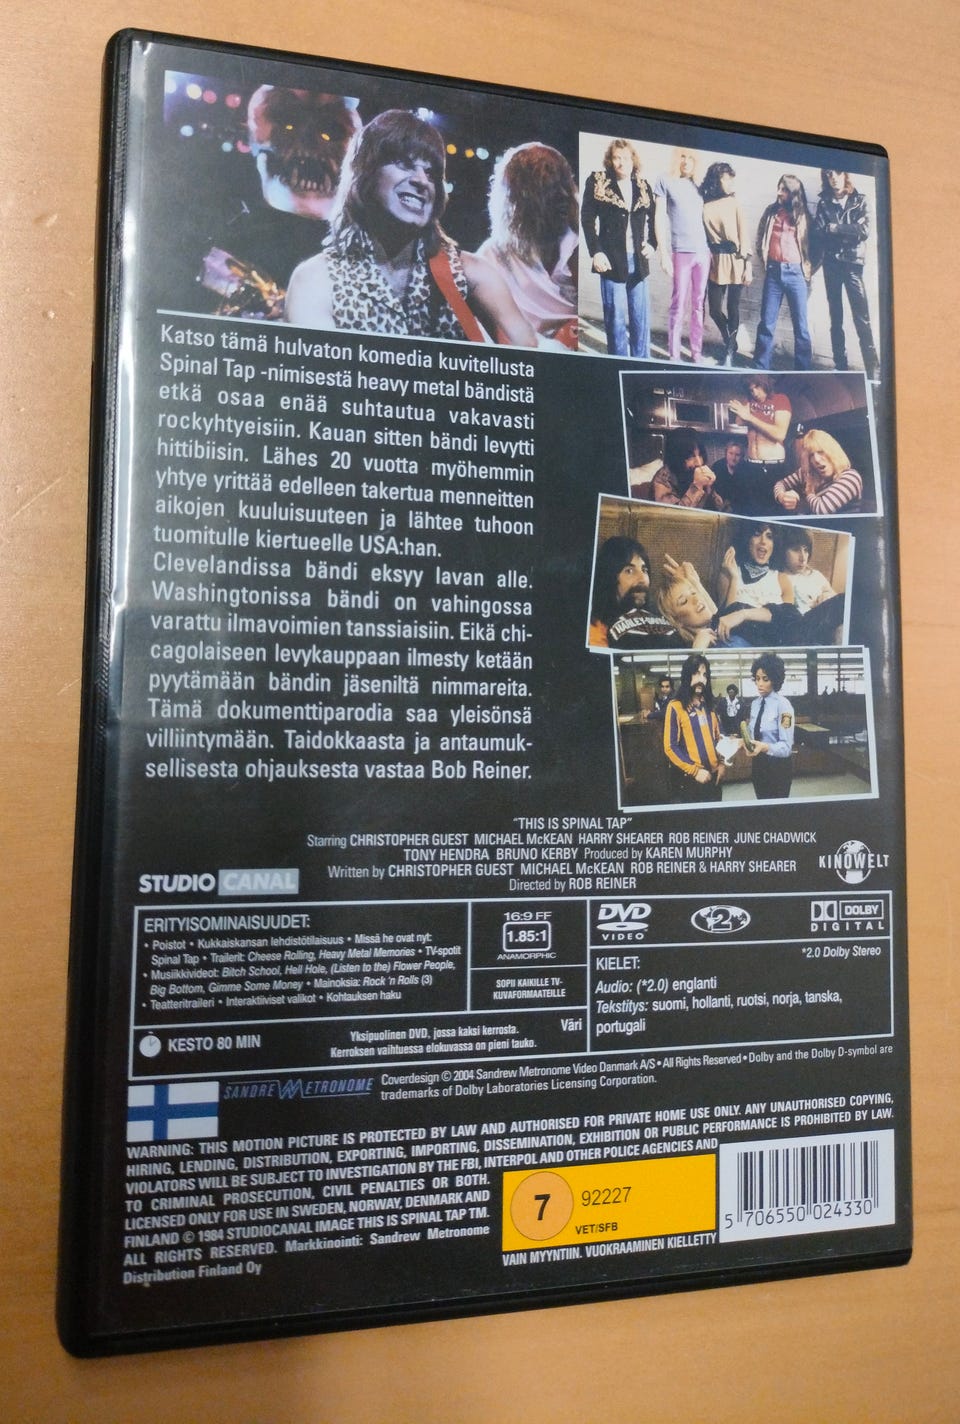 Katso tämä hulvaton komedia kuvitellusta
Spinal Tap -nimisestä heavy metal bändistä
etkä osaa enää suhtautua vakavasti
rockyhtyeisiin. Kauan sitten bändi levytti
hittibiisin. Lähes 20 vuotta myöhemmin
yhtye yrittää edelleen takertua menneitten
aikojen kuuluisuuteen ja lähtee tuhoon
tuomitulle kiertueelle USA:han.
Clevelandissa bändi eksyy lavan alle.
Washingtonissa bändi on vahingossa
varattu ilmavoimien tanssiaisiin. Eikä chi-
cagolaiseen levykauppaan ilmesty ketään
pyytämään bändin jäseniltä nimmareita.
Tämä dokumenttiparodia saa yleisönsä
villiintymään. Taidokkaasta ja antaumuk-
sellisesta ohjauksesta vastaa Bob Reiner.
HARLEY-DAVIDSON
"THIS IS SPINAL TAP"
Starring CHRISTOPHER GUEST MICHAEL McKEAN HARRY SHEARER ROB REINER JUNE CHADWICK
TONY HENDRA BRUNO KERBY Produced by KAREN MURPHY
Written by CHRISTOPHER GUEST MICHAEL McKEAN ROB REINER & HARRY SHEARER
Directed by ROB REINER
STUDIO CANAL
KINOWELT
ERITYISOMINAISUUDET:
• Poistot • Kukkaiskansan lehdistötilaisuus • Missä he ovat nyt:
Spinal Tap • Trailerit: Cheese Rolling, Heavy Metal Memories • TV-spotit
• Musiikkivideot: Bitch School, Hell Hole, (Listen to the) Flower People,
Big Bottom, Gimme Some Money • Mainoksia: Rock 'n Rolls (3)
• Teatteritraileri • Interaktiiviset valikot • Kohtauksen haku
16:9 FF
1.85:1
ANAMORPHIC
SOPII KAIKILLE TV-
KUVAFORMAATEILLE
DVD
VIDEO
2
DOLBY
DIGITAL
*2.0 Dolby Stereo
KIELET:
Audio: (*2.0) englanti
Tekstitys: suomi, hollanti, ruotsi, norja, tanska,
portugali
KESTO 80 MIN
Yksipuolinen DVD, jossa kaksi kerrosta.
Kerroksen vaihtuessa elokuvassa on pieni tauko.
Väri
SANDREW METRONOME
Coverdesign © 2004 Sandrew Metronome Video Danmark A/S • All Rights Reserved • Dolby and the Dolby D-symbol are
trademarks of Dolby Laboratories Licensing Corporation.
WARNING: THIS MOTION PICTURE IS PROTECTED BY LAW AND AUTHORISED FOR PRIVATE HOME USE ONLY. ANY UNAUTHORISED COPYING,
HIRING, LENDING, DISTRIBUTION, EXPORTING, IMPORTING, DISSEMINATION, EXHIBITION OR PUBLIC PERFORMANCE IS PROHIBITED BY LAW.
VIOLATORS WILL BE SUBJECT TO INVESTIGATION BY THE FBI, INTERPOL AND OTHER POLICE AGENCIES AND
TO CRIMINAL PROSECUTION, CIVIL PENALTIES OR BOTH.
LICENSED ONLY FOR USE IN SWEDEN, NORWAY, DENMARK AND
FINLAND © 1984 STUDIOCANAL IMAGE THIS IS SPINAL TAP TM.
ALL RIGHTS RESERVED. Markkinointi: Sandrew Metronome
Distribution Finland Oy
7
92227
VET/SFB
VAIN MYYNTIIN. VUOKRAAMINEN KIELLETTY
5 706550 024330